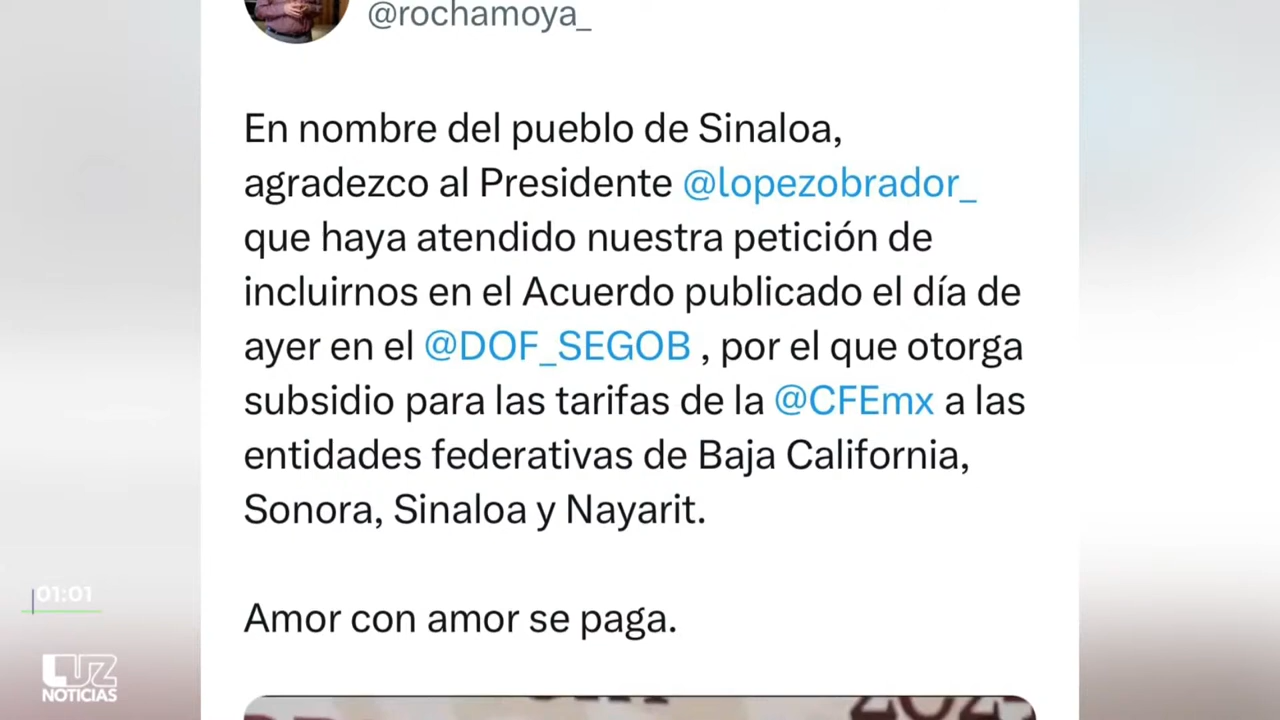 @rochamoya_
En nombre del pueblo de Sinaloa,
agradezco al Presidente @lopezobrador_
que haya atendido nuestra petición de
incluirnos en el Acuerdo publicado el día de
ayer en el @DOF_SEGOB , por el que otorga
subsidio para las tarifas de la @CFEmx a las
entidades federativas de Baja California,
Sonora, Sinaloa y Nayarit.
Amor con amor se paga.
01:01
LUZ
NOTICIAS